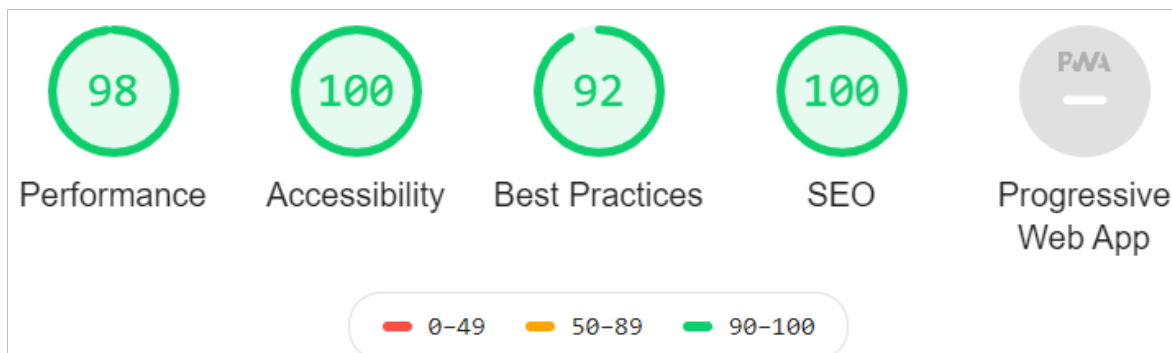 98 100 92 100 PWA
Performance Accessibility Best Practices SEO Progressive
Web App
0–49 50–89 90–100